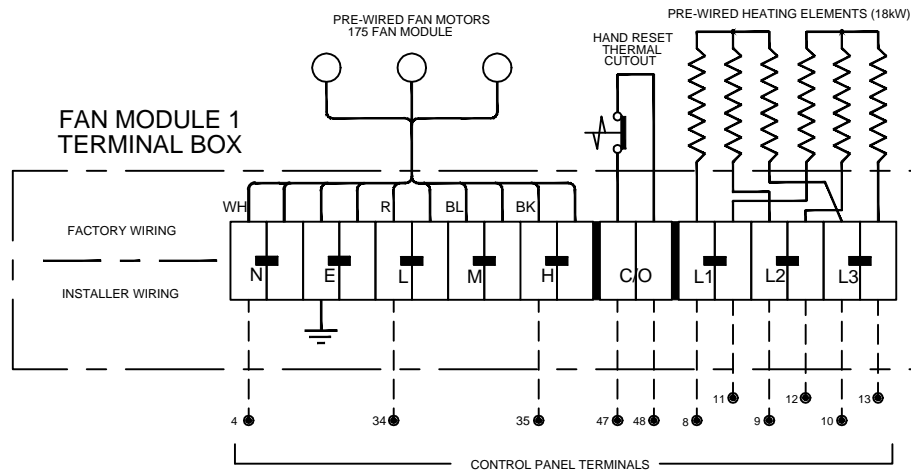 PRE-WIRED FAN MOTORS
175 FAN MODULE
PRE-WIRED HEATING ELEMENTS (18kW)
HAND RESET
THERMAL
CUTOUT
FAN MODULE 1
TERMINAL BOX
WH R BL BK
FACTORY WIRING
N E L M H C/O L1 L2 L3
INSTALLER WIRING
11 12 13
4 34 35 47 48 8 9 10
CONTROL PANEL TERMINALS